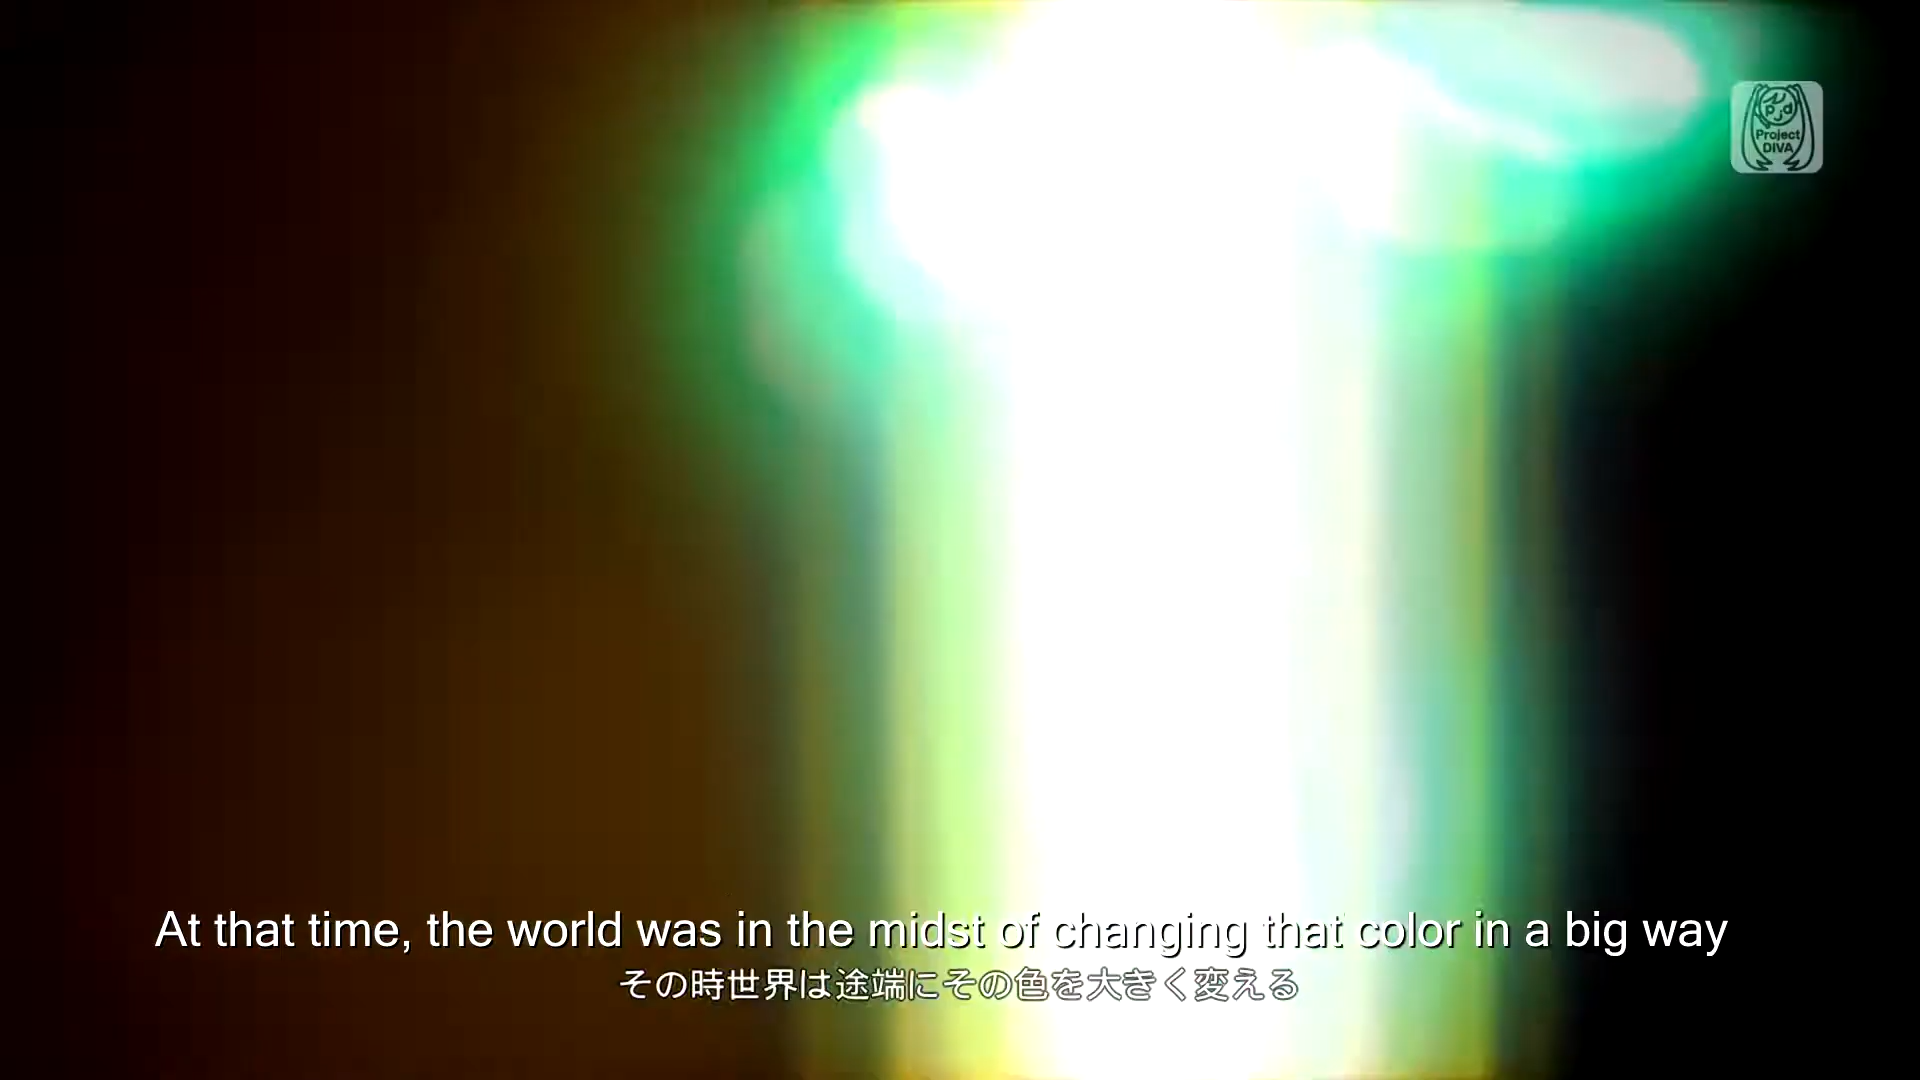 Project
DIVA
At that time, the world was in the midst of changing that color in a big way
その時世界は途端にその色を大きく変える